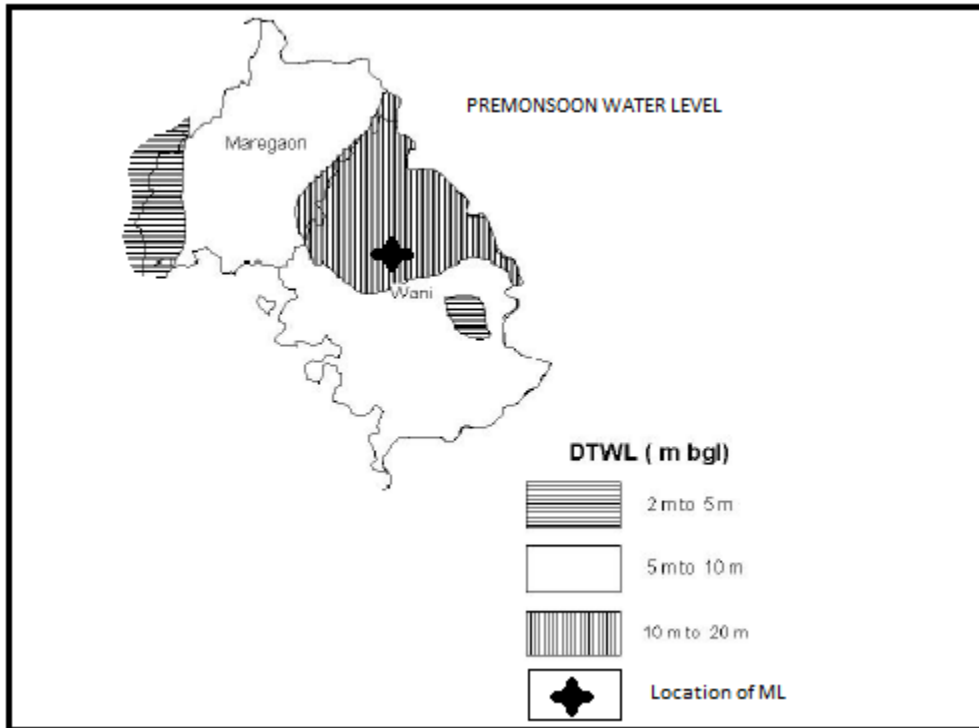 PREMONSOON WATER LEVEL
Maregaon
Wani
DTWL ( m bgl)
2 m to 5 m
5 m to 10 m
10 m to 20 m
Location of ML